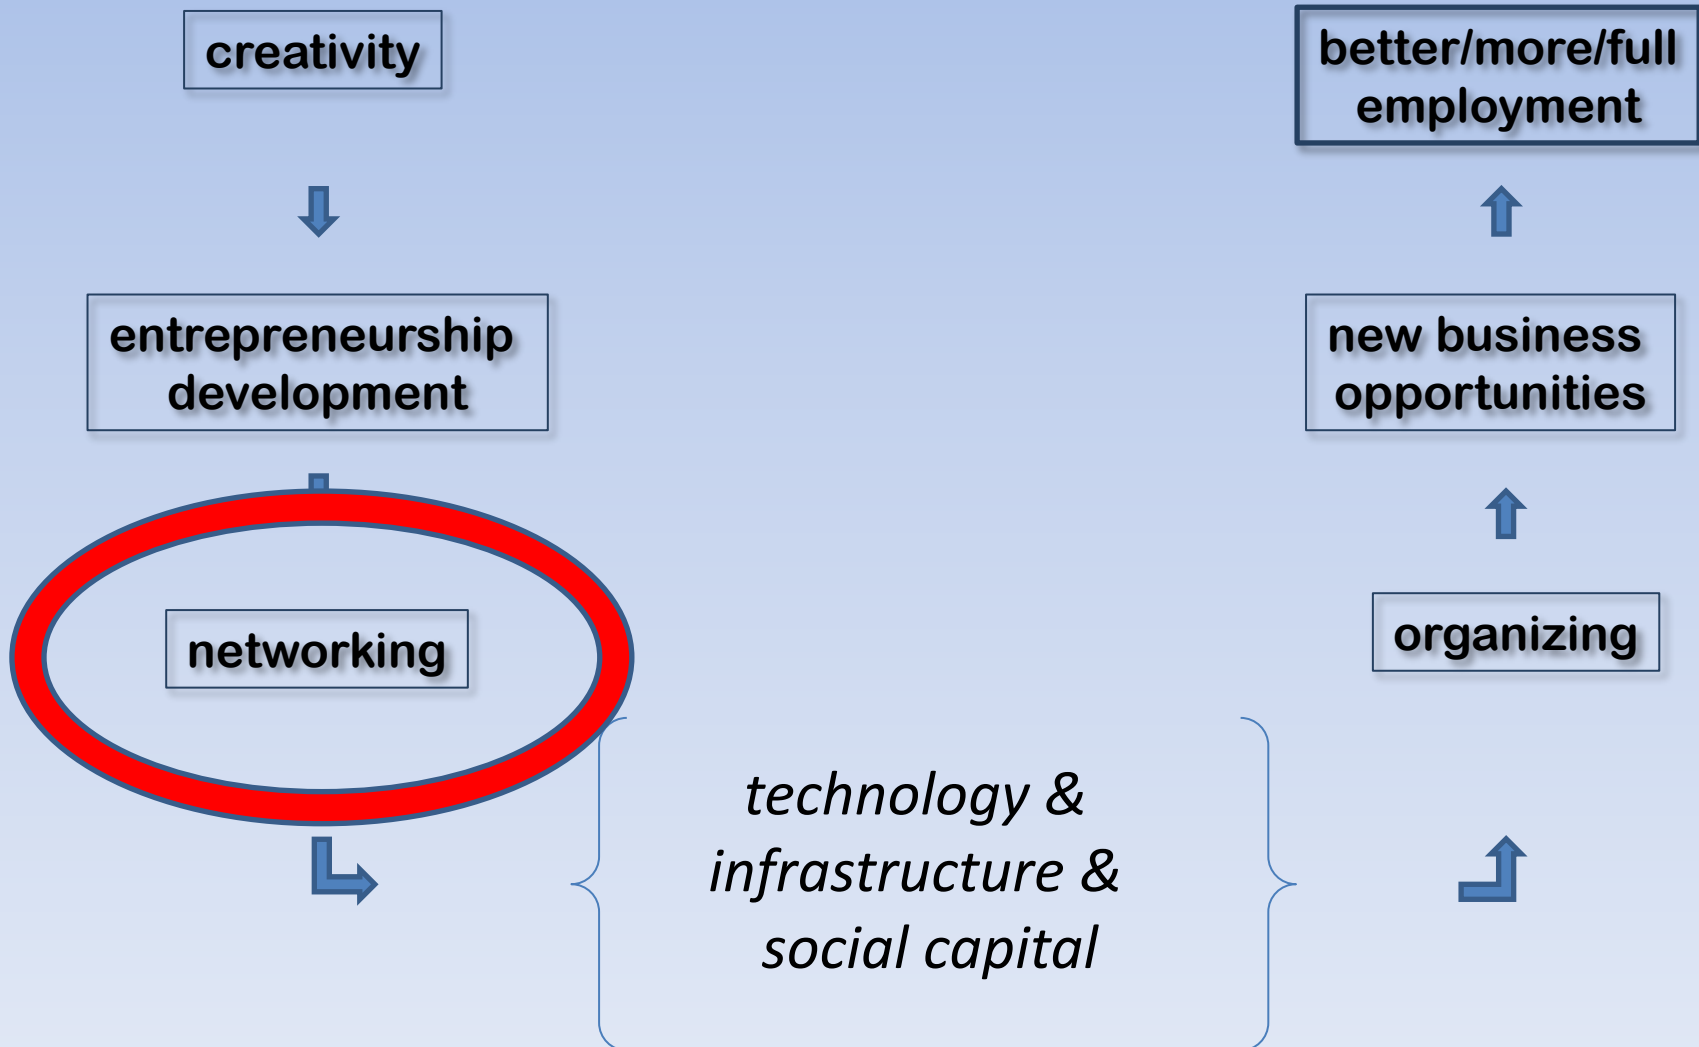 creativity
entrepreneurship
development
networking
technology &
infrastructure &
social capital
organizing
new business
opportunities
better/more/full
employment